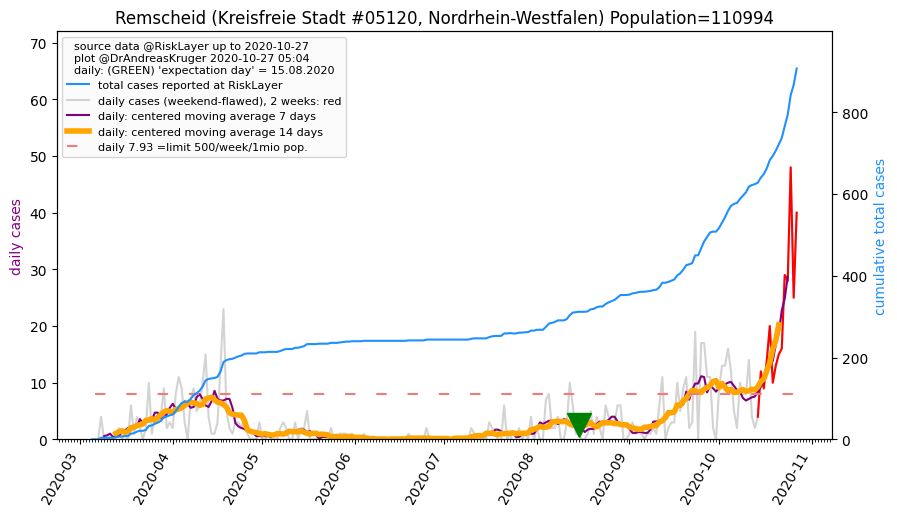 Remscheid (Kreisfreie Stadt #05120, Nordrhein-Westfalen) Population=110994
source data @RiskLayer up to 2020-10-27
plot @DrAndreasKruger 2020-10-27 05:04
daily: (GREEN) 'expectation day' = 15.08.2020
total cases reported at RiskLayer
daily cases (weekend-flawed), 2 weeks: red
daily: centered moving average 7 days
daily: centered moving average 14 days
daily 7.93 =limit 500/week/1mio pop.
daily cases
70
60
50
40
30
20
10
0
cumulative total cases
800
600
400
200
0
2020-03
2020-04
2020-05
2020-06
2020-07
2020-08
2020-09
2020-10
2020-11